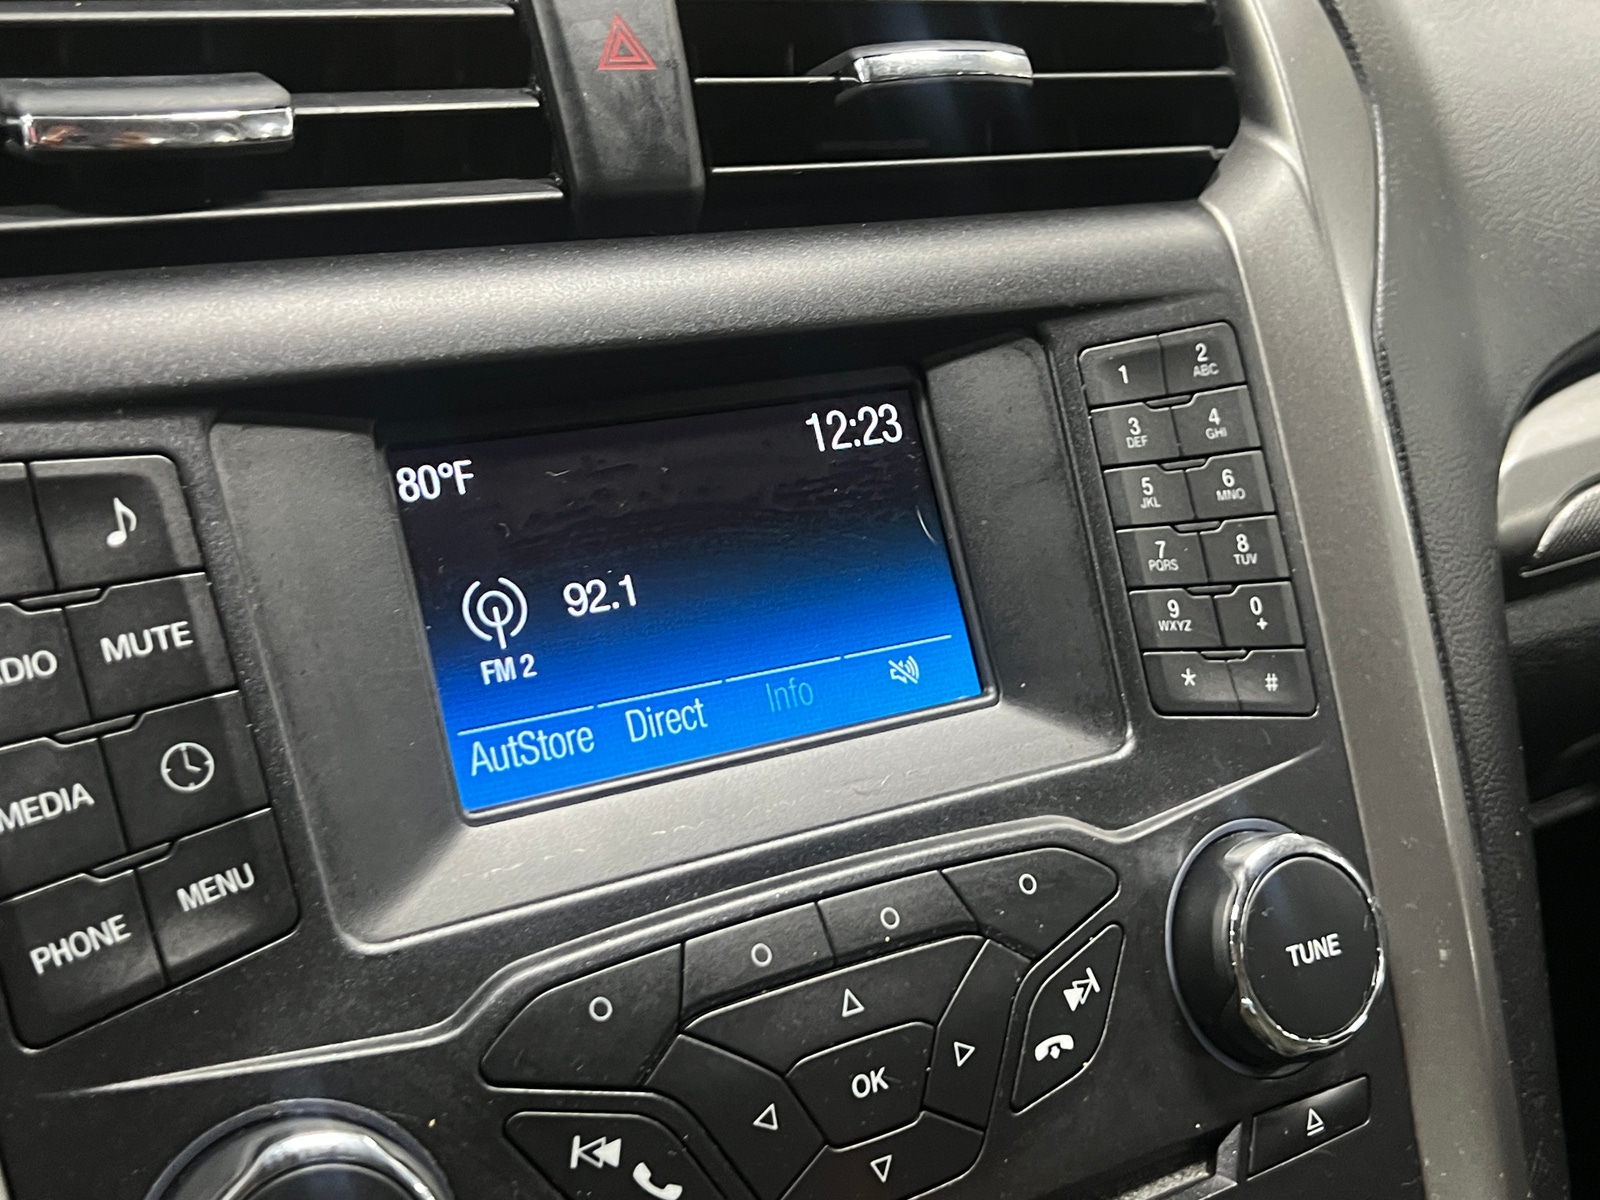 12:23
80°F
92.1
FM 2
AutStore
Direct
Info
MUTE
MEDIA
PHONE
MENU
1
2
ABC
3
DEF
4
GHI
5
JKL
6
MNO
7
PQRS
8
TUV
9
WXYZ
0
+
*
#
OK
TUNE